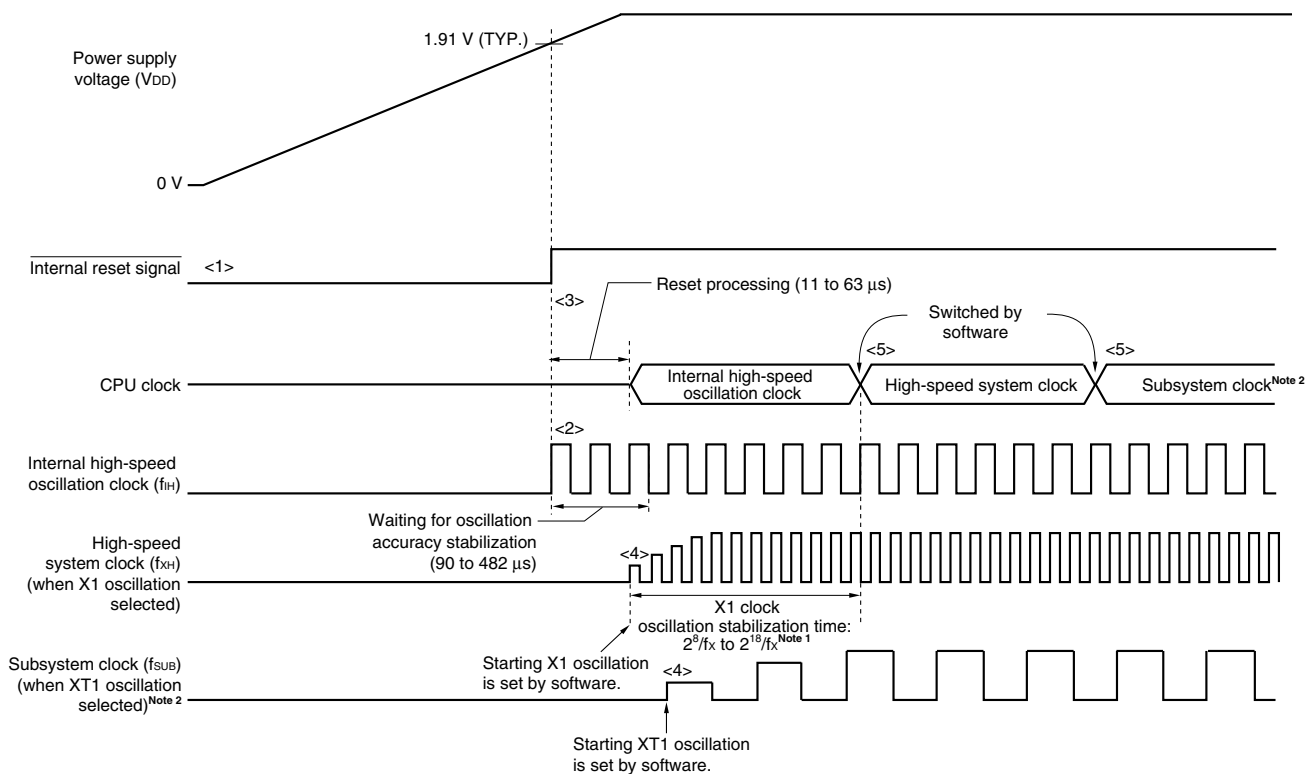 1.91 V (TYP.)
Power supply
voltage (VDD)
0 V
Internal reset signal
<1>
<3>
Reset processing (11 to 63 μs)
Switched by
software
<5>
<5>
CPU clock
Internal high-speed
oscillation clock
High-speed system clock
Subsystem clock Note 2
<2>
Internal high-speed
oscillation clock (fIH)
Waiting for oscillation
accuracy stabilization
(90 to 482 μs)
High-speed
system clock (fXH)
(when X1 oscillation
selected)
<4>
X1 clock
oscillation stabilization time:
2^8/fX to 2^18/fX Note 1
Starting X1 oscillation
is set by software.
Subsystem clock (fSUB)
(when XT1 oscillation
selected) Note 2
<4>
Starting XT1 oscillation
is set by software.